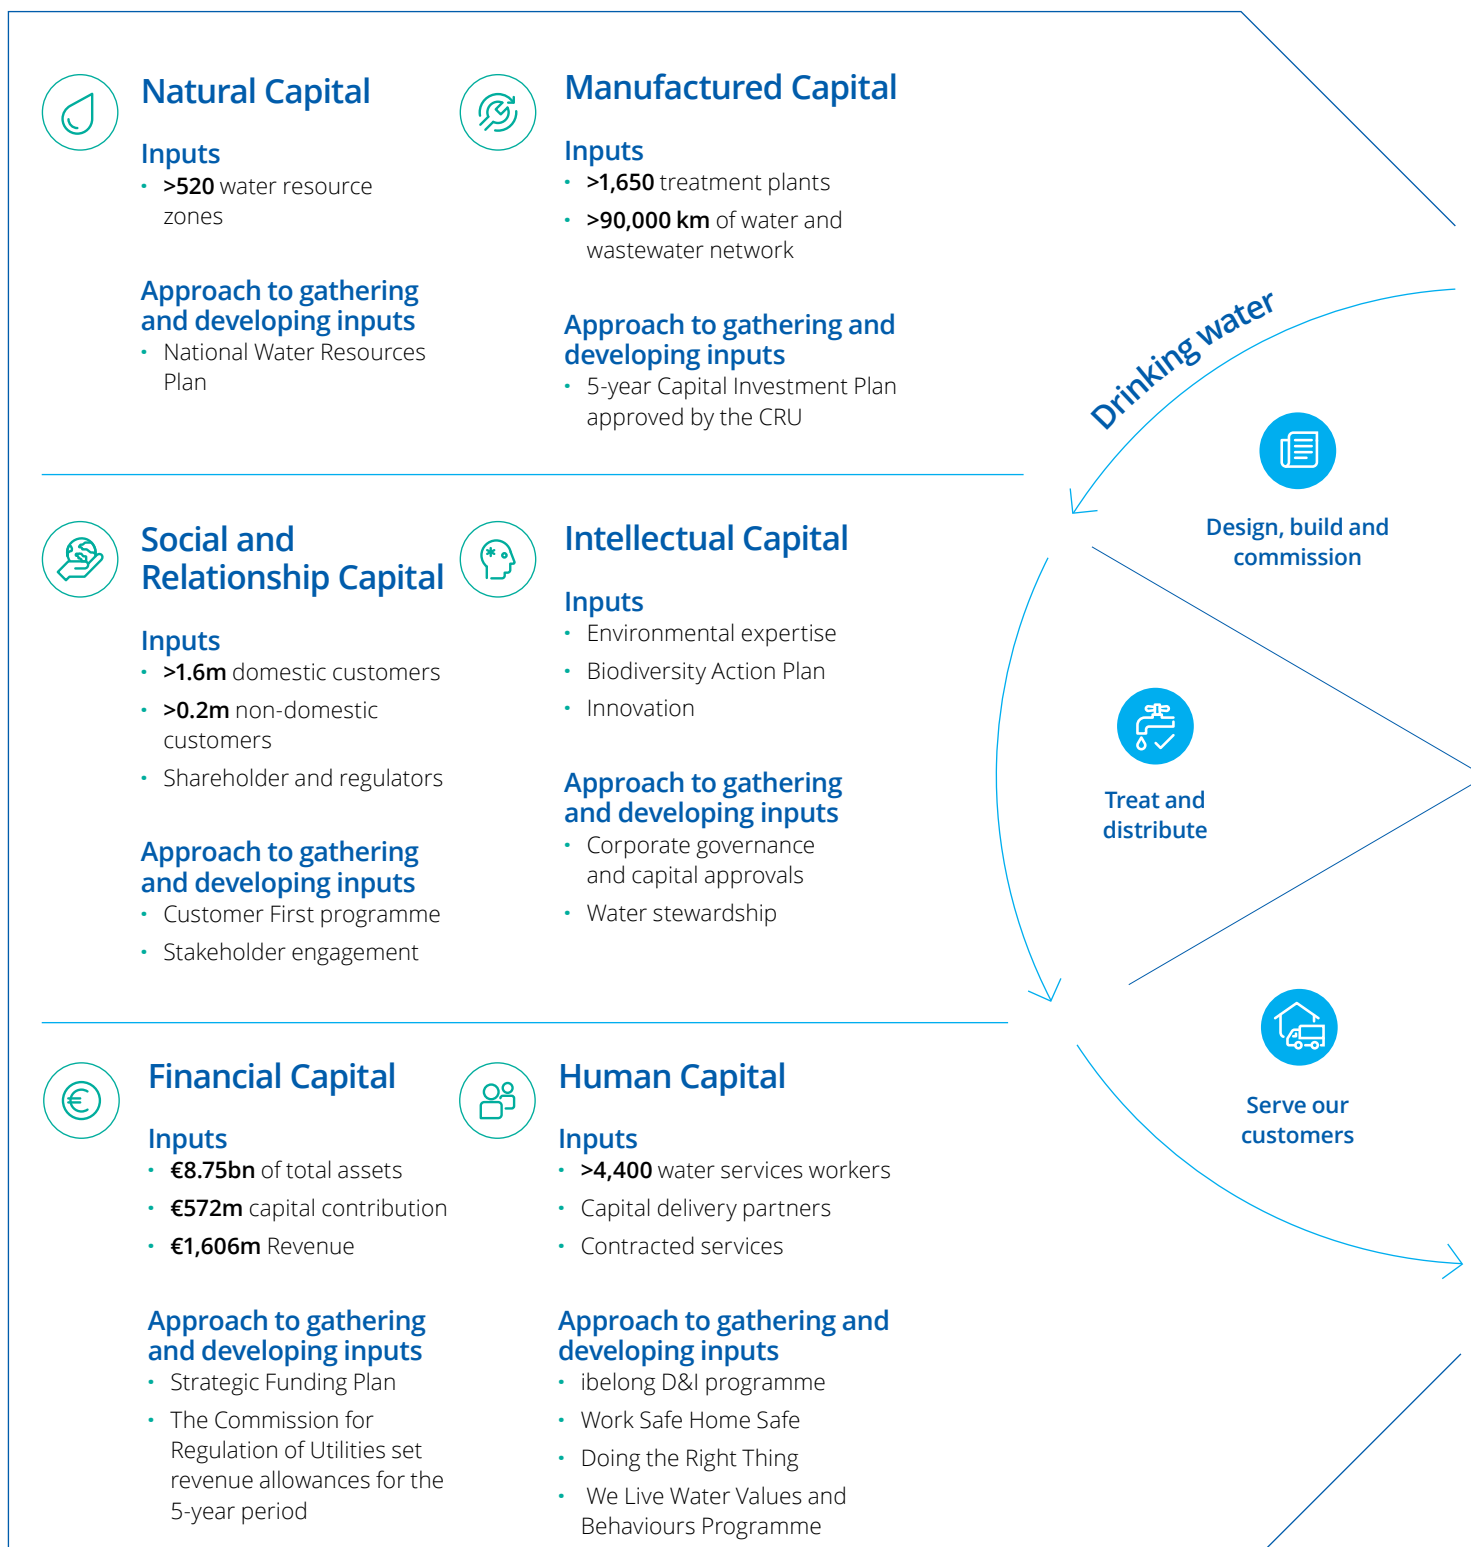 Natural Capital
Inputs
• >520 water resource
zones
Approach to gathering
and developing inputs
• National Water Resources
Plan
Manufactured Capital
Inputs
• >1,650 treatment plants
• >90,000 km of water and
wastewater network
Approach to gathering and
developing inputs
• 5-year Capital Investment Plan
approved by the CRU
Social and
Relationship Capital
Inputs
• >1.6m domestic customers
• >0.2m non-domestic
customers
• Shareholder and regulators
Approach to gathering
and developing inputs
• Customer First programme
• Stakeholder engagement
Intellectual Capital
Inputs
• Environmental expertise
• Biodiversity Action Plan
• Innovation
Approach to gathering
and developing inputs
• Corporate governance
and capital approvals
• Water stewardship
Financial Capital
Inputs
• €8.75bn of total assets
• €572m capital contribution
• €1,606m Revenue
Approach to gathering
and developing inputs
• Strategic Funding Plan
• The Commission for
Regulation of Utilities set
revenue allowances for the
5-year period
Human Capital
Inputs
• >4,400 water services workers
• Capital delivery partners
• Contracted services
Approach to gathering and
developing inputs
• ibelong D&I programme
• Work Safe Home Safe
• Doing the Right Thing
• We Live Water Values and
Behaviours Programme
Drinking water
Design, build and
commission
Treat and
distribute
Serve our
customers